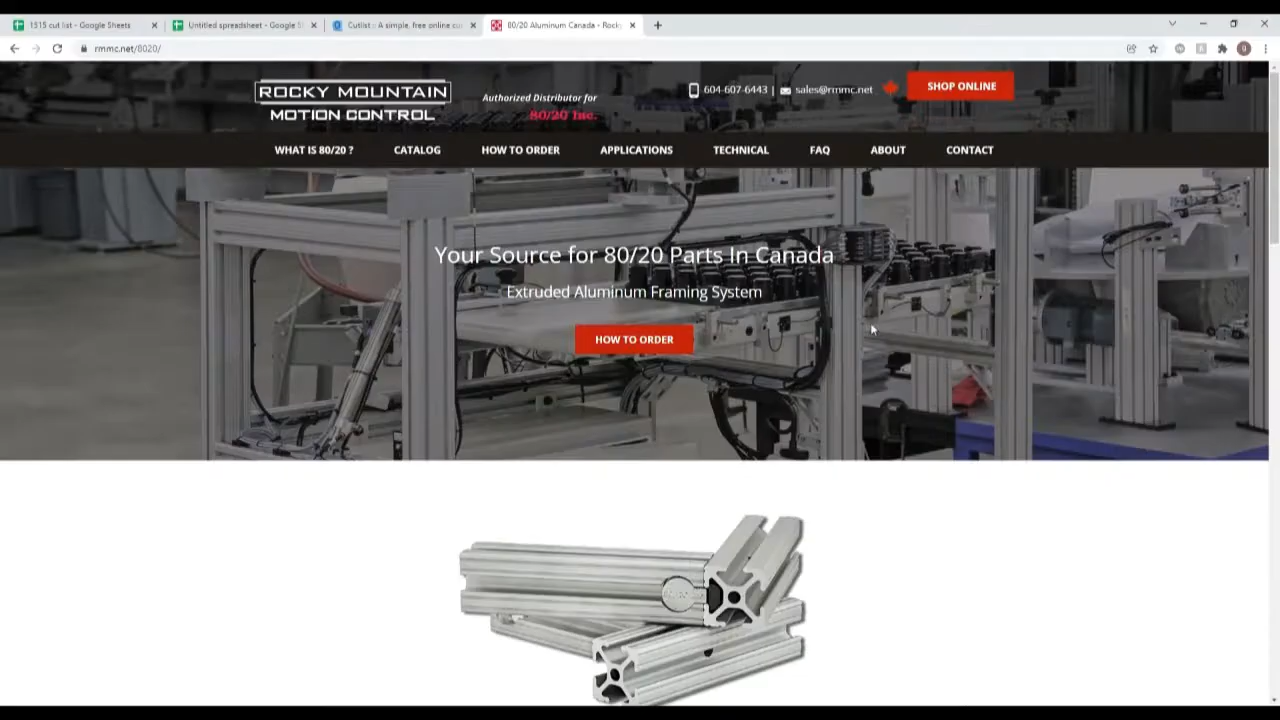 1515 cut list - Google Sheets
Untitled spreadsheet - Google S
Cutlist :: A simple, free online cu
80/20 Aluminum Canada - Rock
rmmc.net/8020/
ROCKY MOUNTAIN
MOTION CONTROL
Authorized Distributor for
80/20 Inc.
604-607-6443 | sales@rmmc.net
SHOP ONLINE
WHAT IS 80/20 ? CATALOG HOW TO ORDER APPLICATIONS TECHNICAL FAQ ABOUT CONTACT
Your Source for 80/20 Parts In Canada
Extruded Aluminum Framing System
HOW TO ORDER